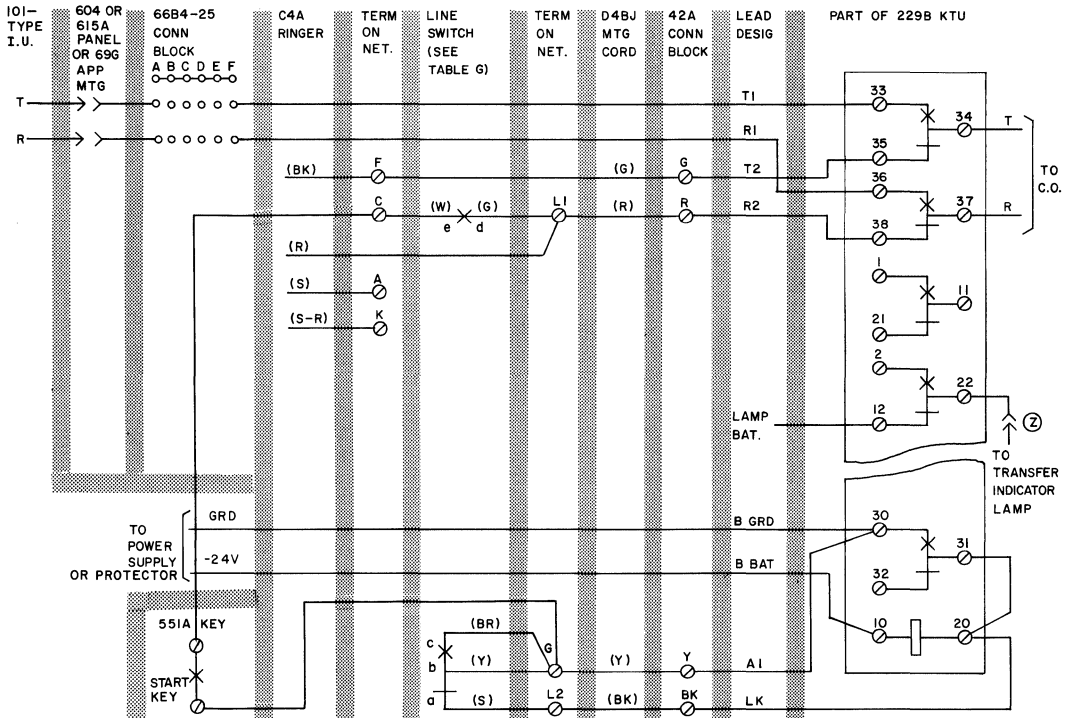 101-
TYPE
I.U.
604 OR
615A
PANEL
OR 69G
APP
MTG
66B4-25
CONN
BLOCK
A B C D E F
C4A
RINGER
TERM
ON
NET.
LINE
SWITCH
(SEE
TABLE G)
TERM
ON
NET.
D4BJ
MTG
CORD
42A
CONN
BLOCK
LEAD
DESIG
PART OF 229B KTU
T
T1
33
34
T
R
R1
35
(BK)
F
(G)
G
T2
36
TO
C.O.
C
(W)
(G)
e
d
L1
(R)
R
R2
37
R
38
(R)
(S)
A
1
11
(S-R)
K
21
2
22
LAMP
BAT.
12
Z
TO
TRANSFER
INDICATOR
LAMP
TO
POWER
SUPPLY
OR PROTECTOR
GRD
B GRD
30
31
-24V
B BAT
32
551A KEY
10
20
START
KEY
c
(BR)
G
b
(Y)
(Y)
Y
A1
a
(S)
L2
(BK)
BK
LK